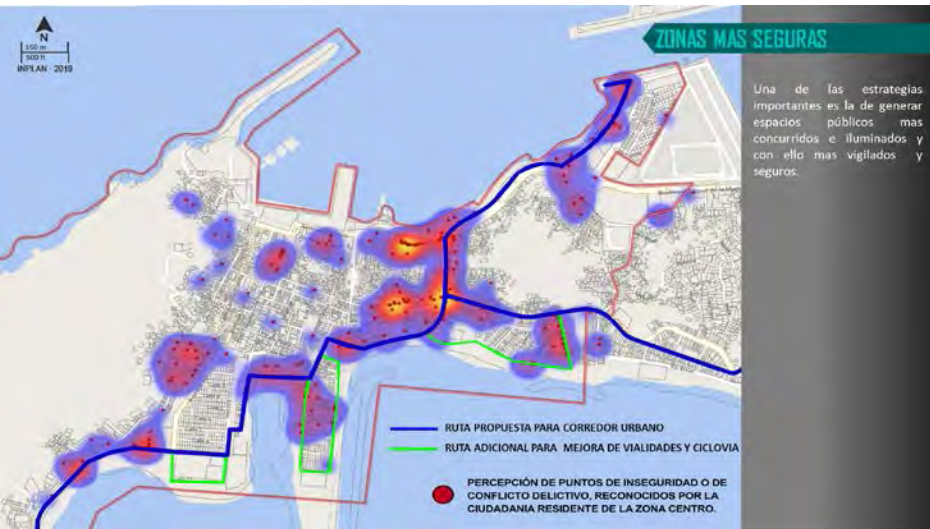 N
150 m
500 ft
INPLAN - 2019
ZONAS MAS SEGURAS
Una de las estrategias
importantes es la de generar
espacios públicos mas
concurridos e iluminados y
con ello mas vigilados y
seguros.
RUTA PROPUESTA PARA CORREDOR URBANO
RUTA ADICIONAL PARA MEJORA DE VIALIDADES Y CICLOVIA
PERCEPCIÓN DE PUNTOS DE INSEGURIDAD O DE
CONFLICTO DELICTIVO, RECONOCIDOS POR LA
CIUDADANIA RESIDENTE DE LA ZONA CENTRO.